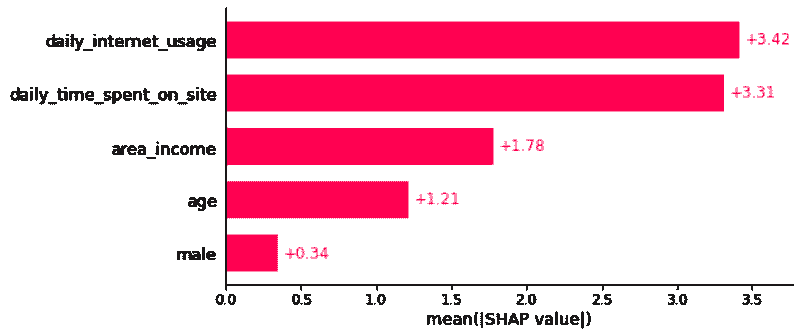 daily_internet_usage +3.42
daily_time_spent_on_site +3.31
area_income +1.78
age +1.21
male +0.34
0.0 0.5 1.0 1.5 2.0 2.5 3.0 3.5
mean(|SHAP value|)